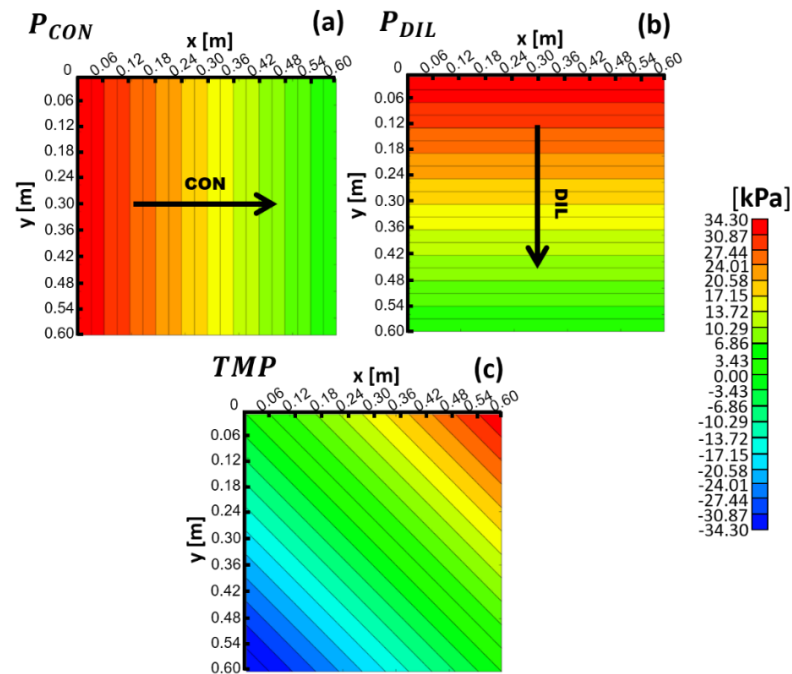 P_CON
(a)
x [m]
0 0.06 0.12 0.18 0.24 0.30 0.36 0.42 0.48 0.54 0.60
0.06
0.12
0.18
0.24
0.30
0.36
0.42
0.48
0.54
0.60
y [m]
CON
P_DIL
(b)
x [m]
0 0.06 0.12 0.18 0.24 0.30 0.36 0.42 0.48 0.54 0.60
0.06
0.12
0.18
0.24
0.30
0.36
0.42
0.48
0.54
0.60
y [m]
DIL
[kPa]
34.30
30.87
27.44
24.01
20.58
17.15
13.72
10.29
6.86
3.43
0.00
-3.43
-6.86
-10.29
-13.72
-17.15
-20.58
-24.01
-27.44
-30.87
-34.30
TMP
(c)
x [m]
0 0.06 0.12 0.18 0.24 0.30 0.36 0.42 0.48 0.54 0.60
0.06
0.12
0.18
0.24
0.30
0.36
0.42
0.48
0.54
0.60
y [m]